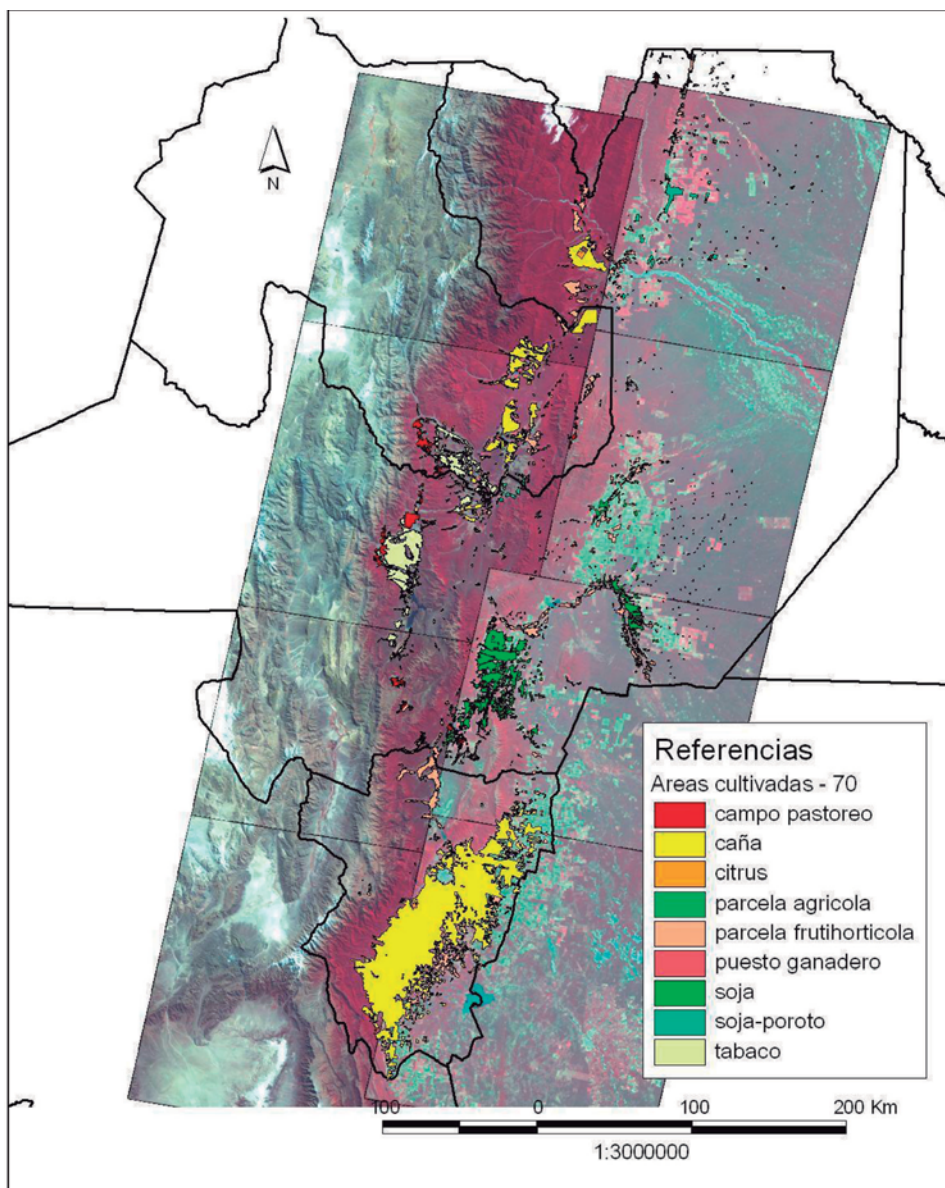 N
Referencias
Areas cultivadas - 70
campo pastoreo
caña
citrus
parcela agricola
parcela frutihorticola
puesto ganadero
soja
soja-poroto
tabaco
100 0 100 200 Km
1:3000000